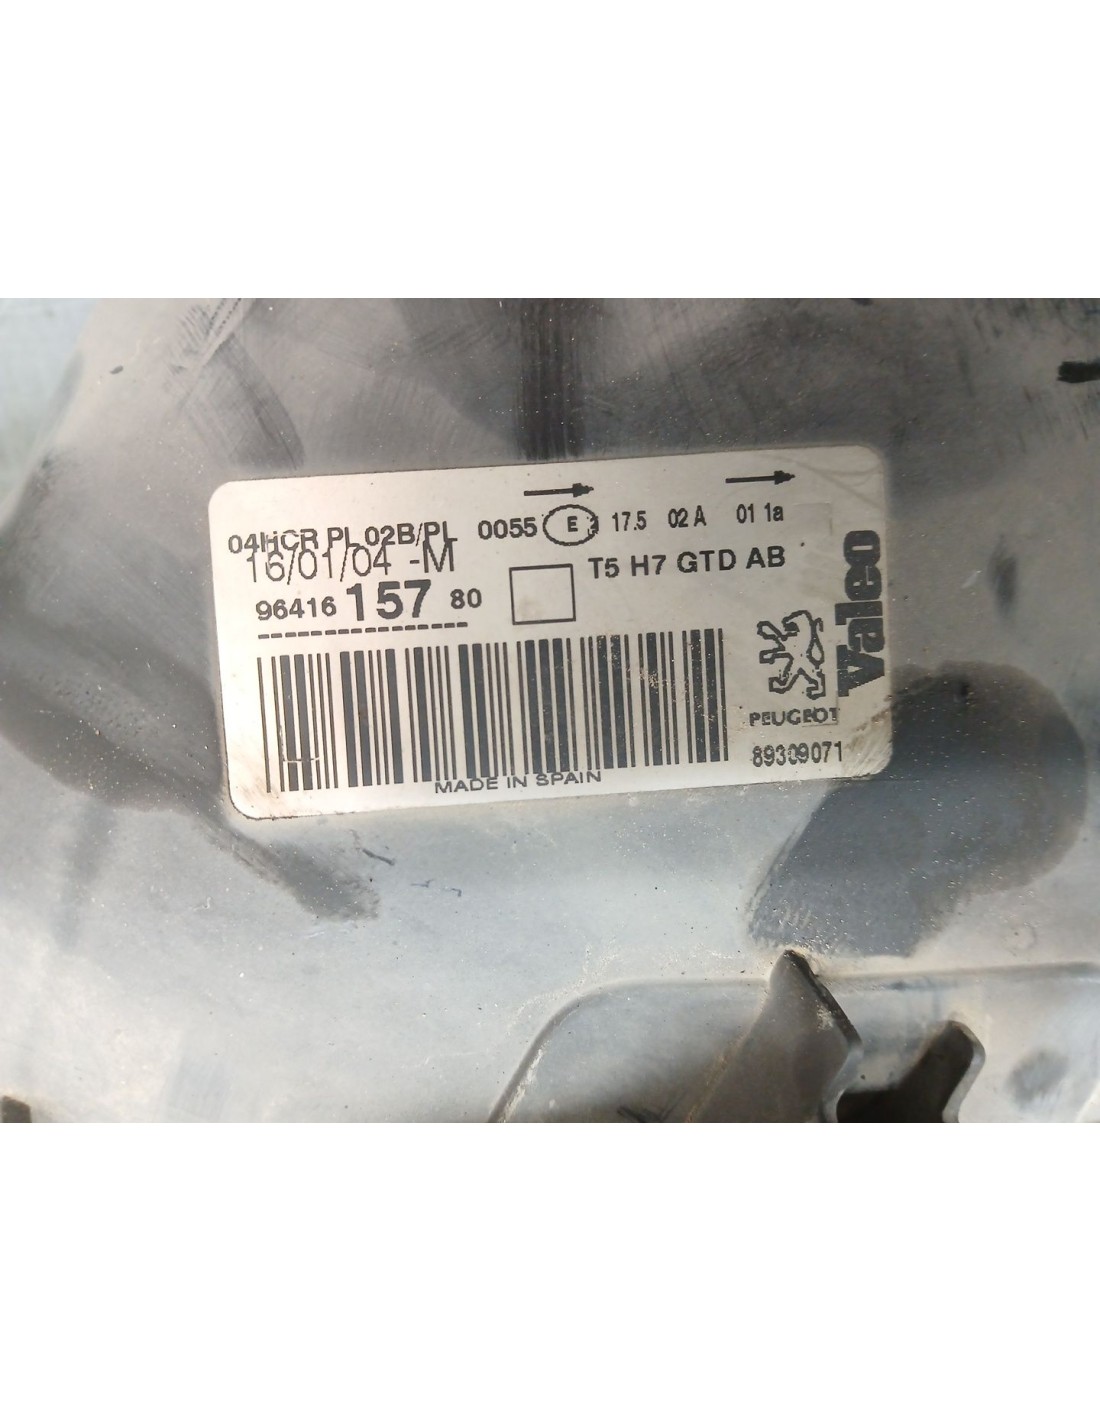 04HCR PL 02B/PL 0055 E 17.5 02 A 01 1a
16/01/04 -M
T5 H7 GTD AB
96416 157 80
Valeo
PEUGEOT
89309071
MADE IN SPAIN